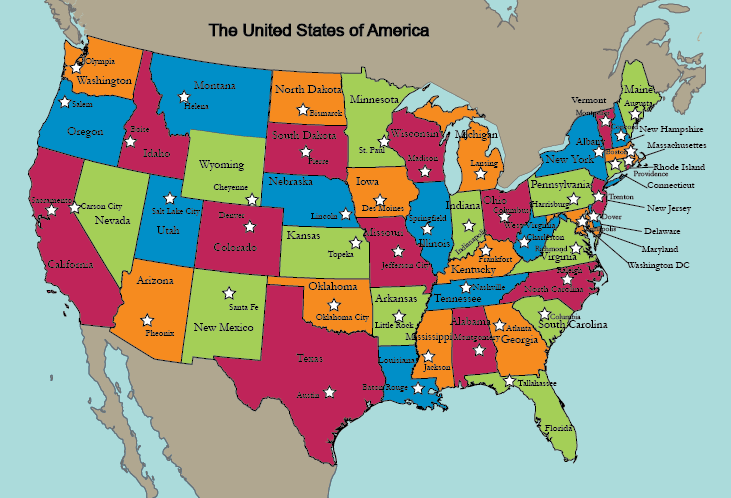 The United States of America
Olympia
Washington
Salem
Oregon
Boise
Idaho
Montana
Helena
North Dakota
Bismarck
South Dakota
Pierre
Minnesota
St. Paul
Wisconsin
Madison
Michigan
Lansing
Wyoming
Cheyenne
Nebraska
Lincoln
Iowa
Des Moines
Sacramento
California
Carson City
Nevada
Salt Lake City
Utah
Denver
Colorado
Kansas
Topeka
Missouri
Jefferson City
Springfield
Illinois
Indiana
Indianapolis
Ohio
Columbus
Frankfort
Kentucky
West Virginia
Charleston
Richmond
Virginia
Pennsylvania
Harrisburg
Albany
New York
Vermont
Maine
Augusta
Concord
New Hampshire
Boston
Massachusettes
Rhode Island
Providence
Connecticut
Trenton
New Jersey
Dover
Delaware
Maryland
Washington DC
Arizona
Pheonix
Santa Fe
New Mexico
Oklahoma
Oklahoma City
Arkansas
Little Rock
Tennessee
Nashville
Raleigh
North Carolina
Columbia
South Carolina
Atlanta
Georgia
Alabama
Montgomery
Mississippi
Jackson
Louisiana
Baton Rouge
Texas
Austin
Tallahassee
Florida